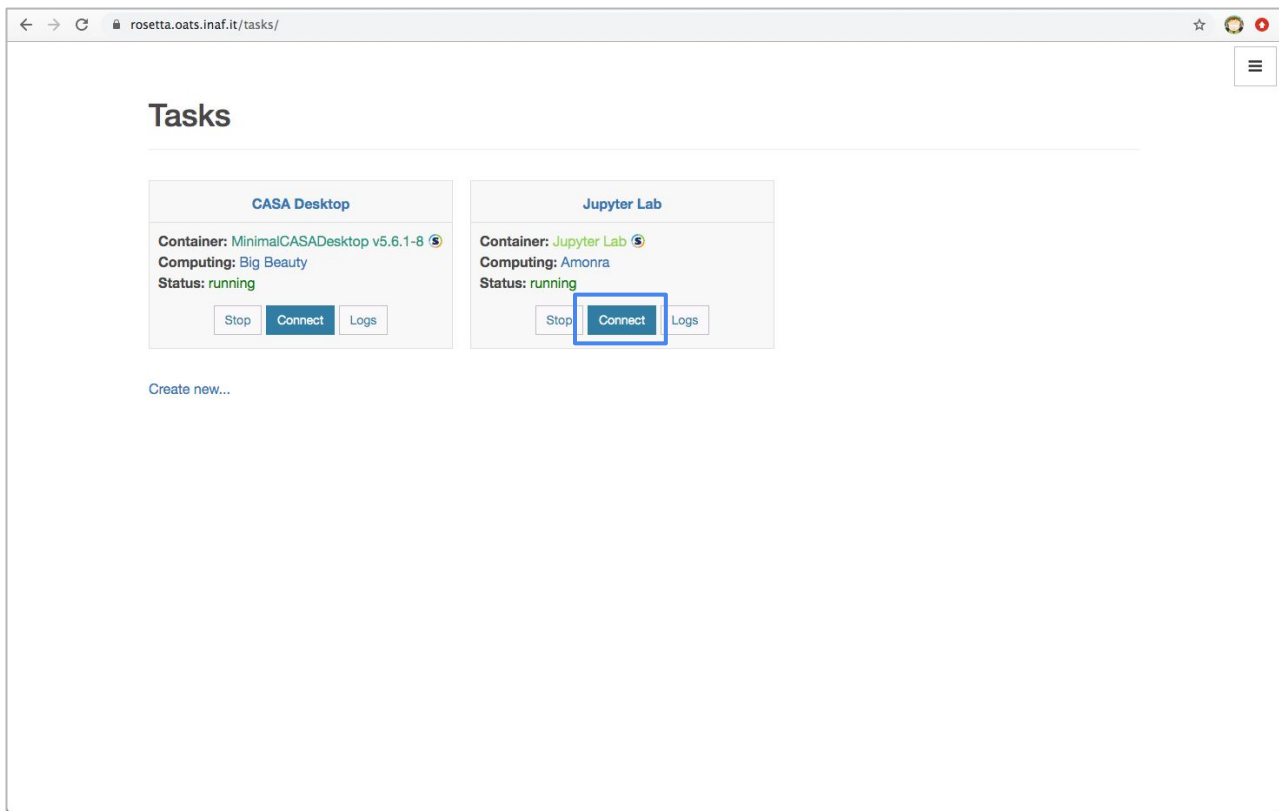 rosetta.oats.inaf.it/tasks/
Tasks
CASA Desktop
Container: MinimalCASADesktop v5.6.1-8
Computing: Big Beauty
Status: running
Stop Connect Logs
Jupyter Lab
Container: Jupyter Lab
Computing: Amonra
Status: running
Stop Connect Logs
Create new...